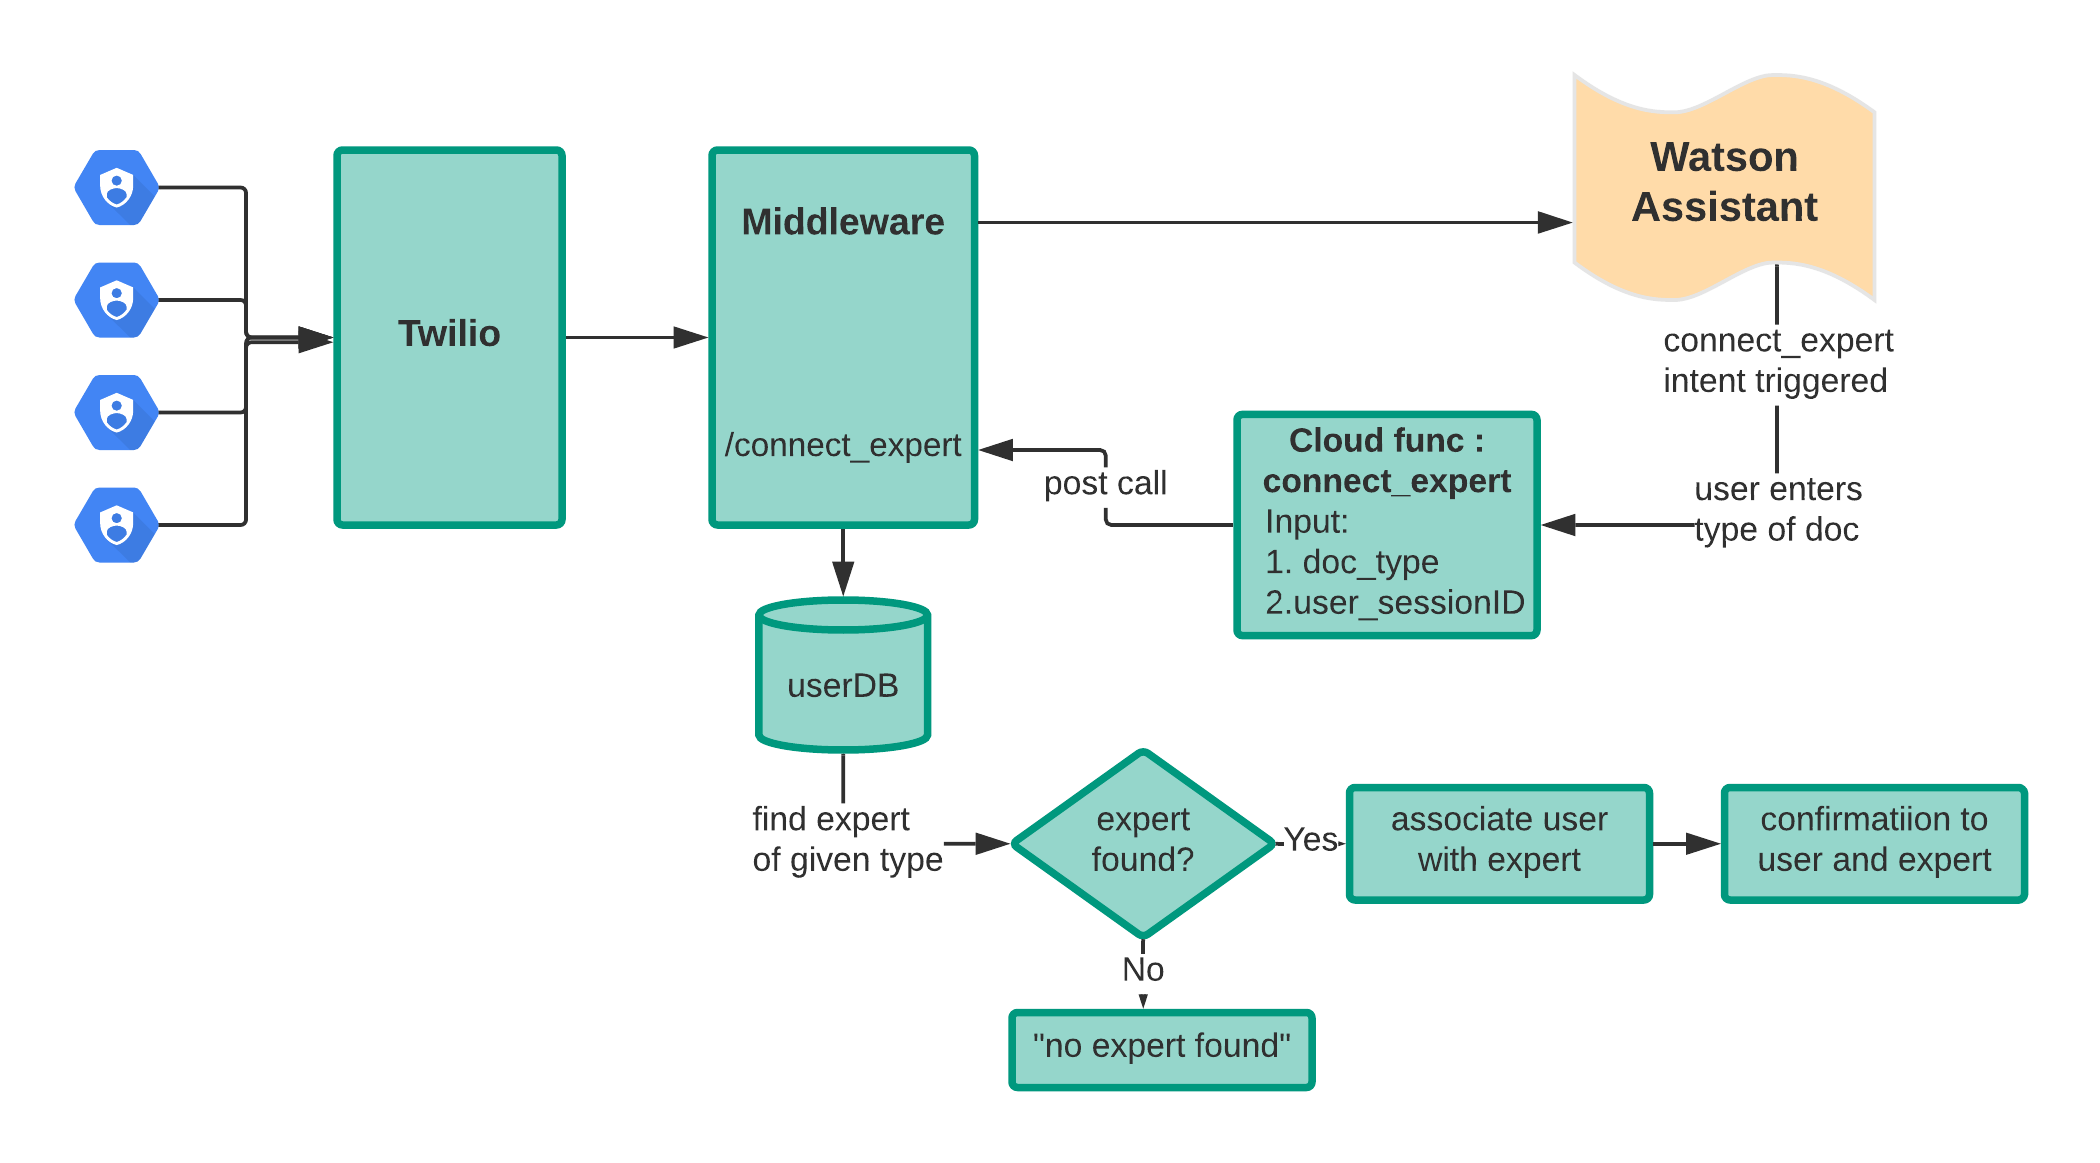 Twilio
Middleware
/connect_expert
Watson
Assistant
connect_expert
intent triggered
user enters
type of doc
Cloud func :
connect_expert
Input:
1. doc_type
2.user_sessionID
post call
userDB
find expert
of given type
expert
found?
Yes
associate user
with expert
confirmatiion to
user and expert
No
"no expert found"